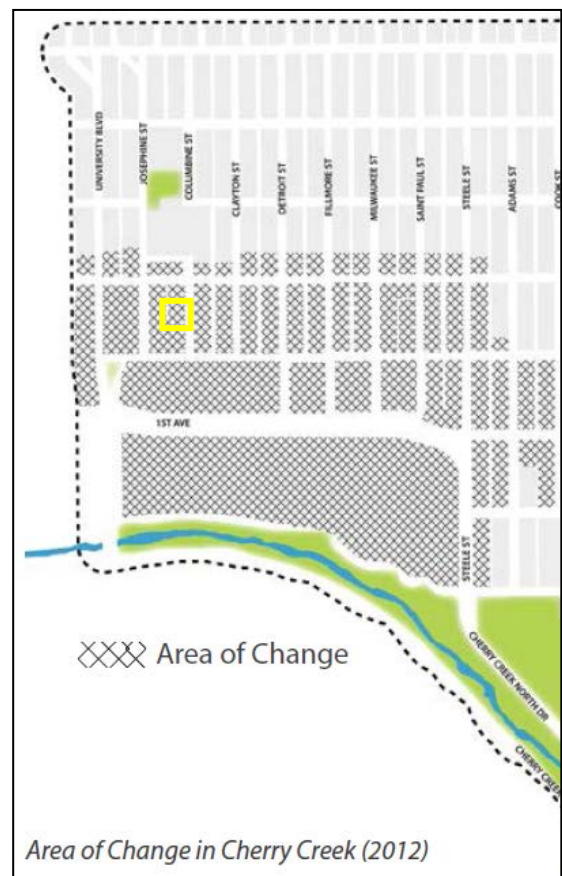 UNIVERSITY BLVD
JOSEPHINE ST
COLUMBINE ST
CLAYTON ST
DETROIT ST
FILLMORE ST
MILWAUKEE ST
SAINT PAUL ST
STEELE ST
ADAMS ST
COOK ST
1ST AVE
STEELE ST
Area of Change
CHERRY CREEK NORTH DR
CHERRY CREEK
Area of Change in Cherry Creek (2012)